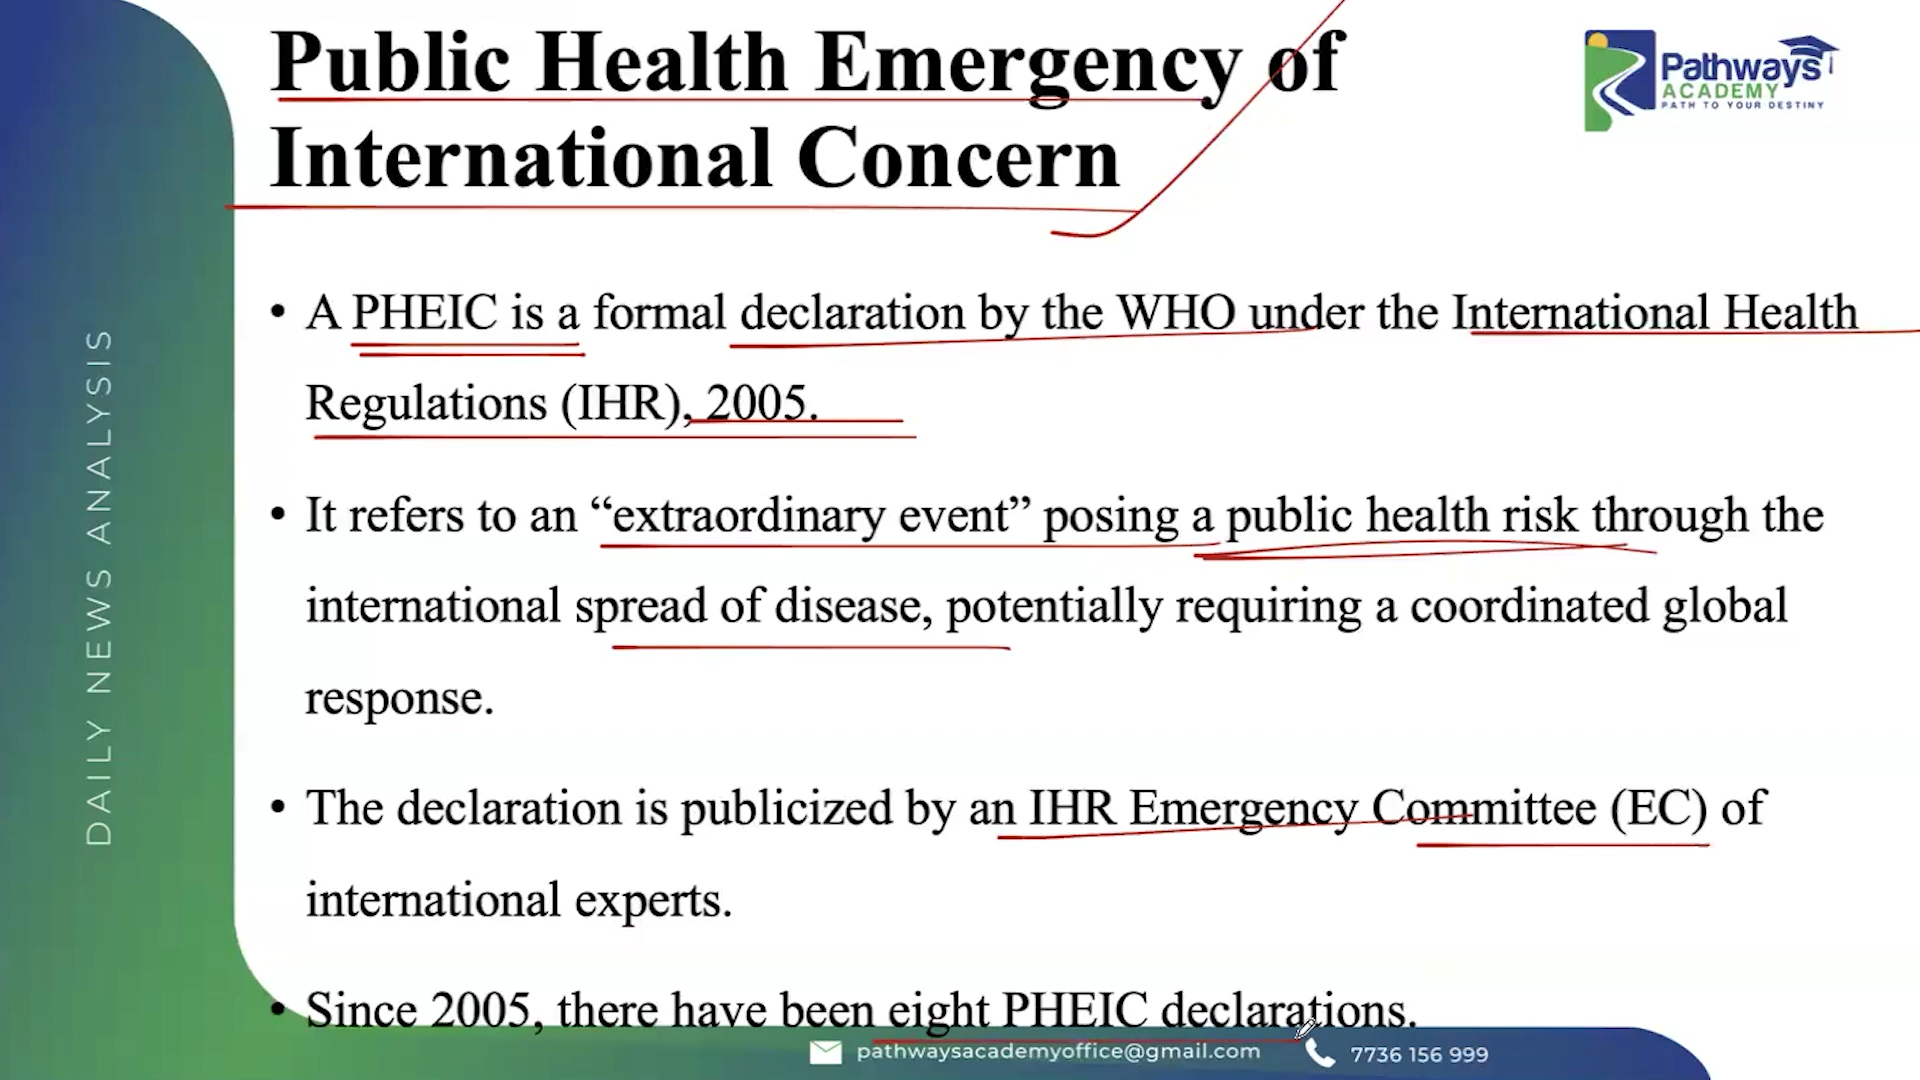 Public Health Emergency of
International Concern
Pathways
ACADEMY
PATH TO YOUR DESTINY
• A PHEIC is a formal declaration by the WHO under the International Health
Regulations (IHR), 2005.
• It refers to an “extraordinary event” posing a public health risk through the
international spread of disease, potentially requiring a coordinated global
response.
• The declaration is publicized by an IHR Emergency Committee (EC) of
international experts.
• Since 2005, there have been eight PHEIC declarations.
DAILY NEWS ANALYSIS
pathwaysacademyoffice@gmail.com
7736 156 999